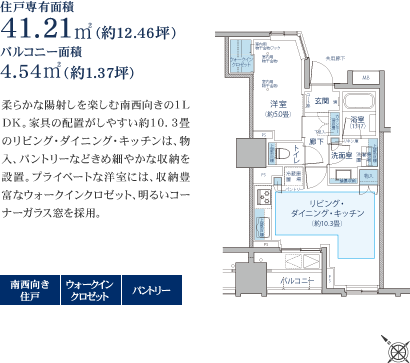 住戸専有面積
41.21㎡(約12.46坪)
バルコニー面積
4.54㎡(約1.37坪)
柔らかな陽射しを楽しむ南西向きの1L
DK。家具の配置がしやすい約10.3畳
のリビング・ダイニング・キッチンは、物
入、パントリーなどきめ細やかな収納を
設置。プライベートな洋室には、収納豊
富なウォークインクロゼット、明るいコー
ナーガラス窓を採用。
南西向き
住戸
ウォークイン
クロゼット
パントリー
ウォークイン
クロゼット
洋室
(約5.0畳)
玄関
MB
浴室
廊下
トイレ
洗面室
物入
リビング・
ダイニング・キッチン
(約10.3畳)
バルコニー